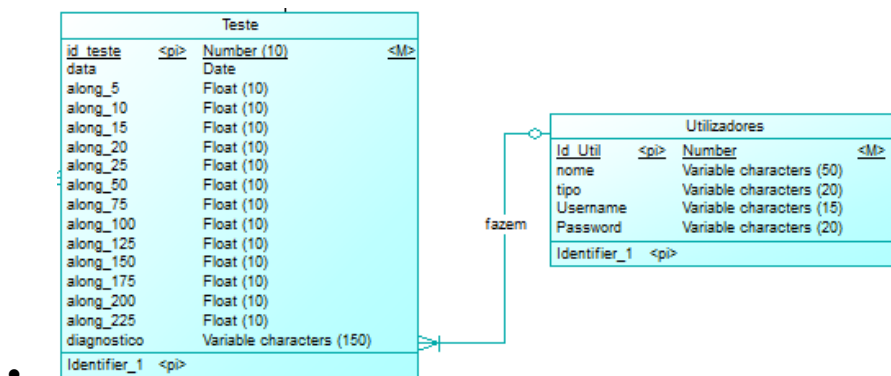 Teste
id_teste <pi> Number (10) <M>
data Date
along_5 Float (10)
along_10 Float (10)
along_15 Float (10)
along_20 Float (10)
along_25 Float (10)
along_50 Float (10)
along_75 Float (10)
along_100 Float (10)
along_125 Float (10)
along_150 Float (10)
along_175 Float (10)
along_200 Float (10)
along_225 Float (10)
diagnostico Variable characters (150)
Identifier_1 <pi>
fazem
Utilizadores
Id_Util <pi> Number <M>
nome Variable characters (50)
tipo Variable characters (20)
Username Variable characters (15)
Password Variable characters (20)
Identifier_1 <pi>